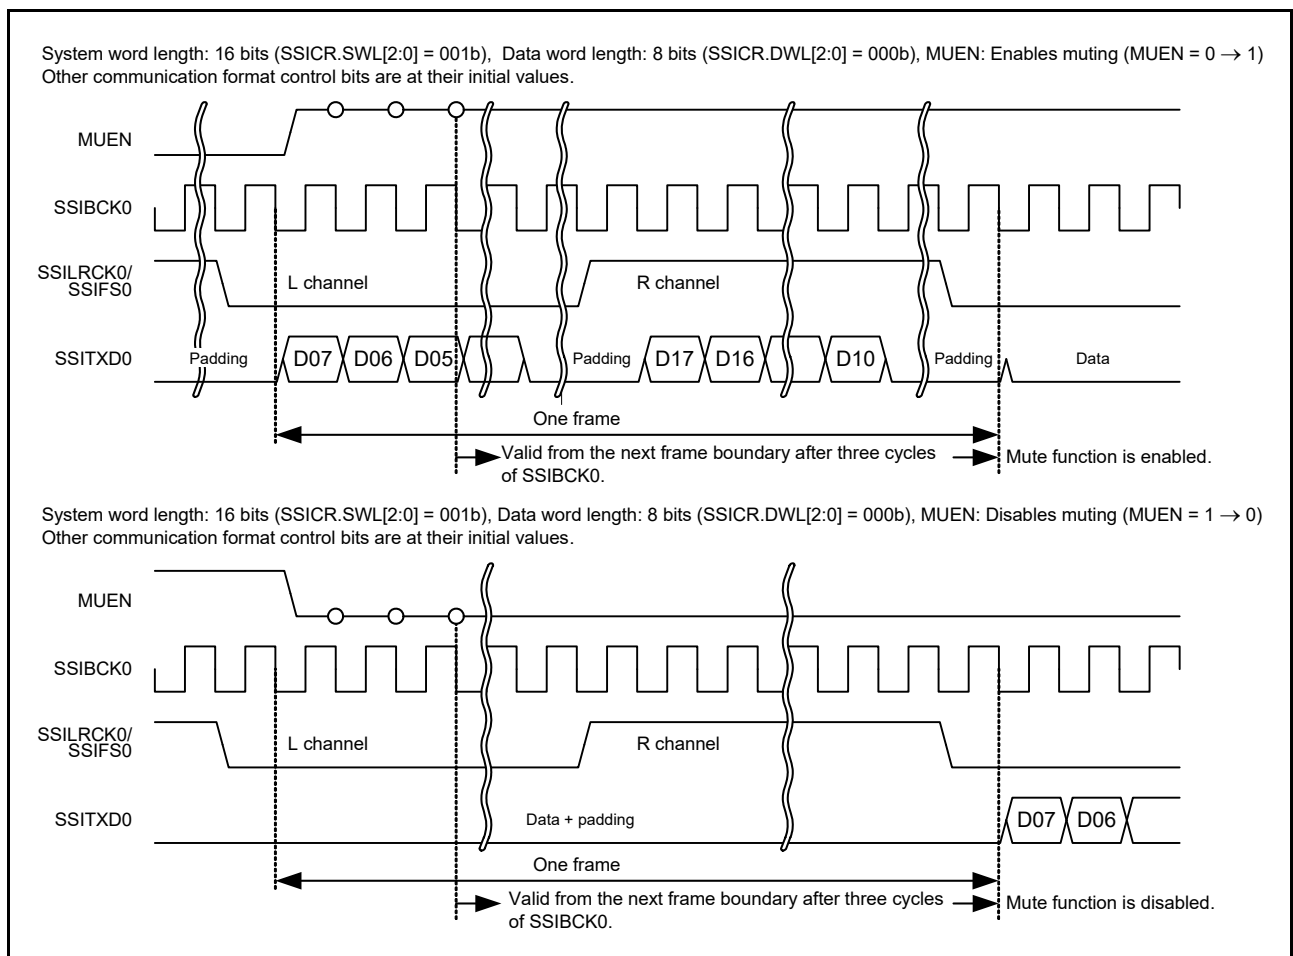 System word length: 16 bits (SSICR.SWL[2:0] = 001b),  Data word length: 8 bits (SSICR.DWL[2:0] = 000b), MUEN: Enables muting (MUEN = 0 → 1)
Other communication format control bits are at their initial values.
MUEN
SSIBCK0
SSILRCK0/
SSIFS0
L channel
R channel
SSITXD0
Padding
D07
D06
D05
Padding
D17
D16
D10
Padding
Data
One frame
Valid from the next frame boundary after three cycles
of SSIBCK0.
Mute function is enabled.
System word length: 16 bits (SSICR.SWL[2:0] = 001b), Data word length: 8 bits (SSICR.DWL[2:0] = 000b), MUEN: Disables muting (MUEN = 1 → 0)
Other communication format control bits are at their initial values.
MUEN
SSIBCK0
SSILRCK0/
SSIFS0
L channel
R channel
SSITXD0
Data + padding
D07
D06
One frame
Valid from the next frame boundary after three cycles
of SSIBCK0.
Mute function is disabled.